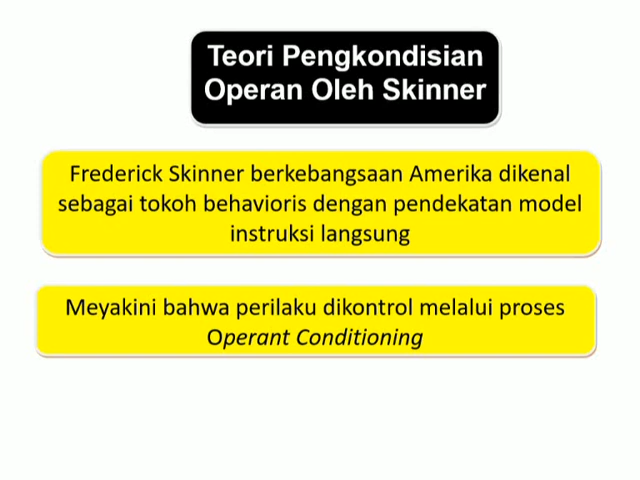 Teori Pengkondisian
Operan Oleh Skinner
Frederick Skinner berkebangsaan Amerika dikenal
sebagai tokoh behavioris dengan pendekatan model
instruksi langsung
Meyakini bahwa perilaku dikontrol melalui proses
Operant Conditioning